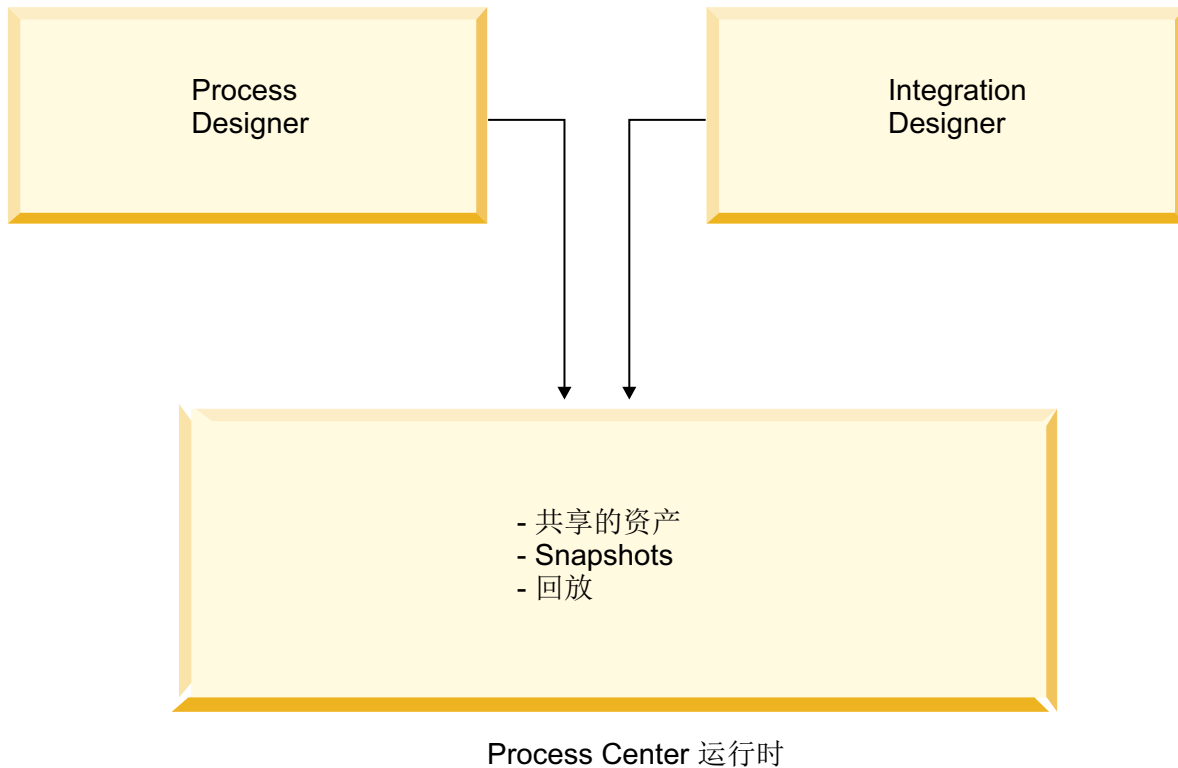 Process
Designer
Integration
Designer
- 共享的资产
- Snapshots
- 回放
Process Center 运行时